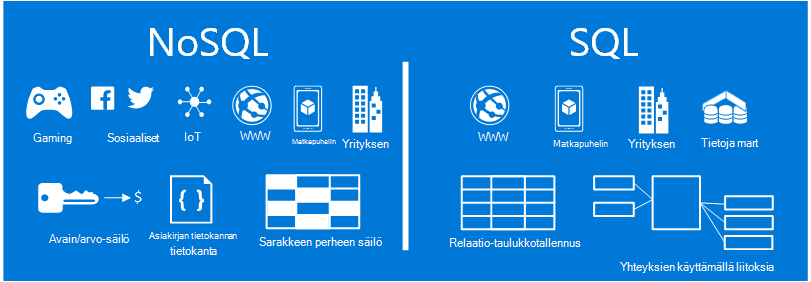 NoSQL
SQL
Gaming
Sosiaaliset
IoT
WWW
Matkapuhelin
Yrityksen
WWW
Matkapuhelin
Yrityksen
Tietoja mart
$
{ }
Avain/arvo-säilö
Asiakirjan tietokannan
tietokanta
Sarakkeen perheen säilö
Relaatio-taulukkotallennus
Yhteyksien käyttämällä liitoksia